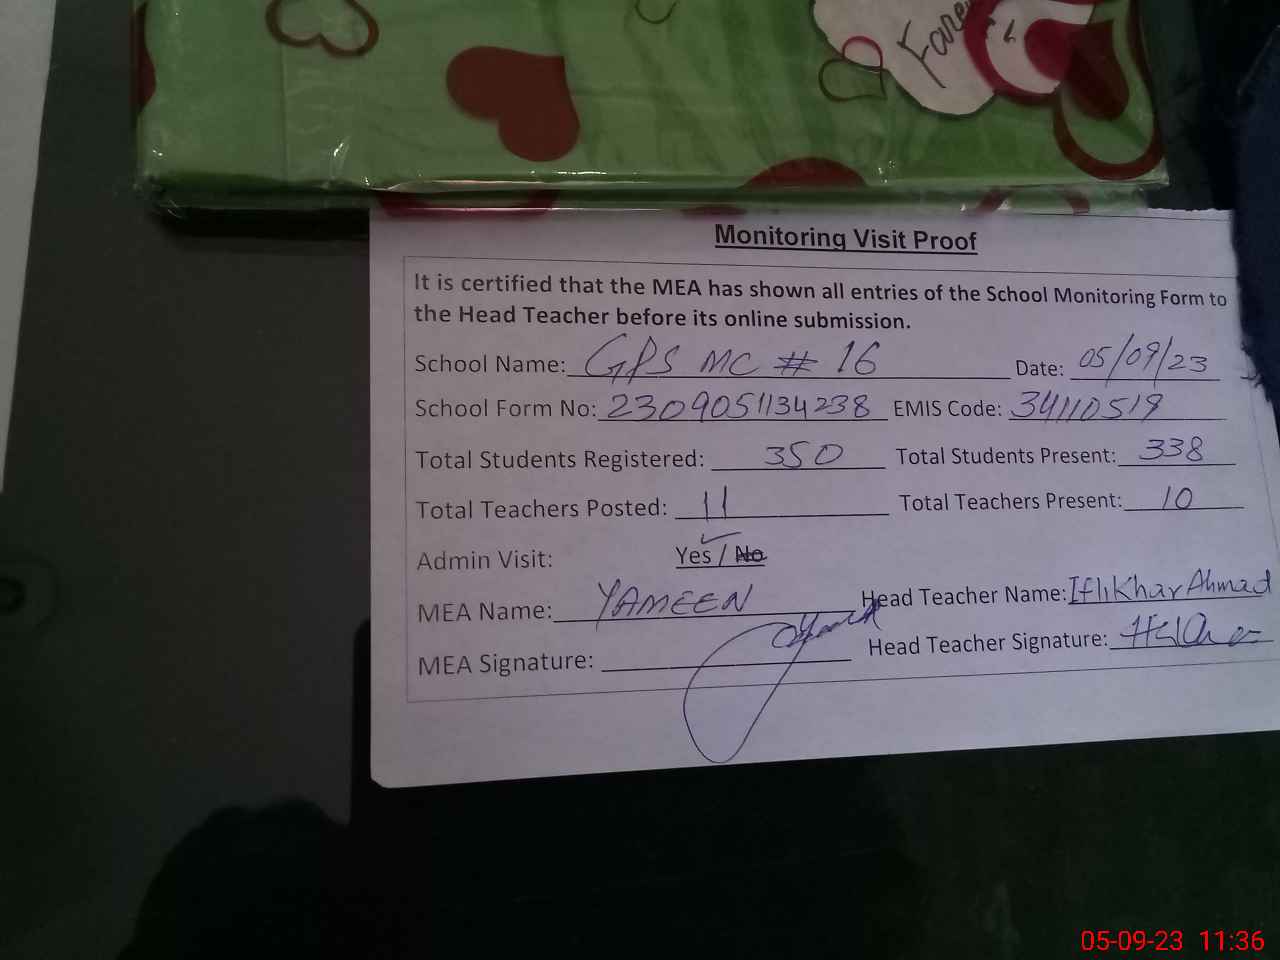 Monitoring Visit Proof
It is certified that the MEA has shown all entries of the School Monitoring Form to
the Head Teacher before its online submission.
School Name: GPS MC # 16 Date: 05/09/23
School Form No: 2309051134238 EMIS Code: 34110519
Total Students Registered: 350 Total Students Present: 338
Total Teachers Posted: 11 Total Teachers Present: 10
Admin Visit: Yes / No
MEA Name: YAMEEN Head Teacher Name: Iftikhar Ahmad
MEA Signature: Head Teacher Signature:
05-09-23 11:36